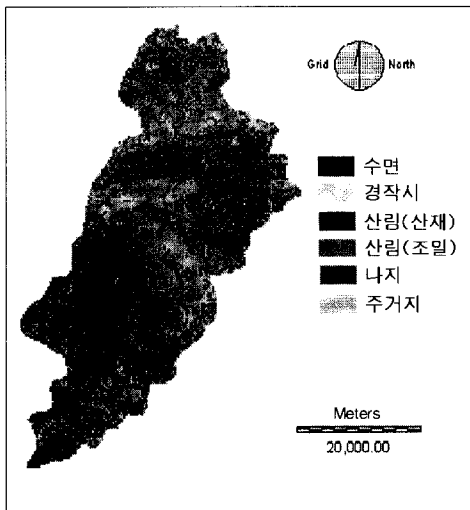 Grid North
수면
경작시
산림(산재)
산림(조밀)
나지
주거지
Meters
20,000.00